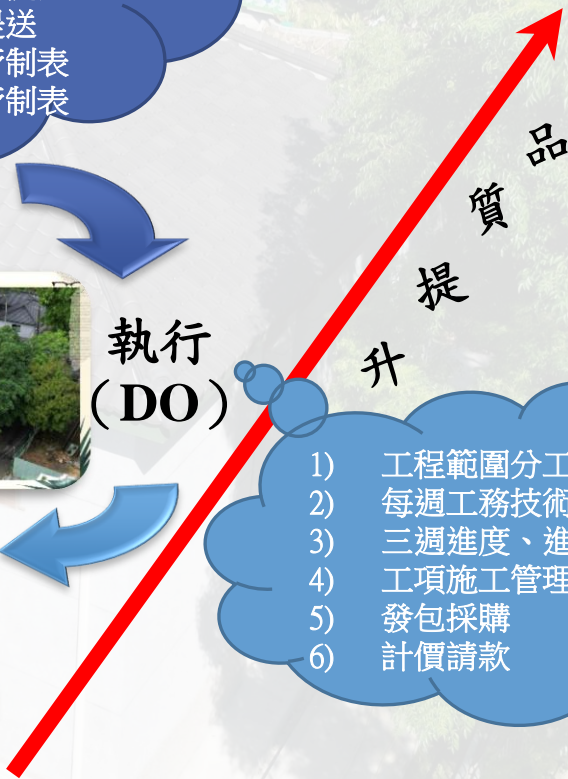 送
制表
制表
品
質
提
升
執行
（DO）
1) 工程範圍分工
2) 每週工務技術
3) 三週進度、進
4) 工項施工管理
5) 發包採購
6) 計價請款